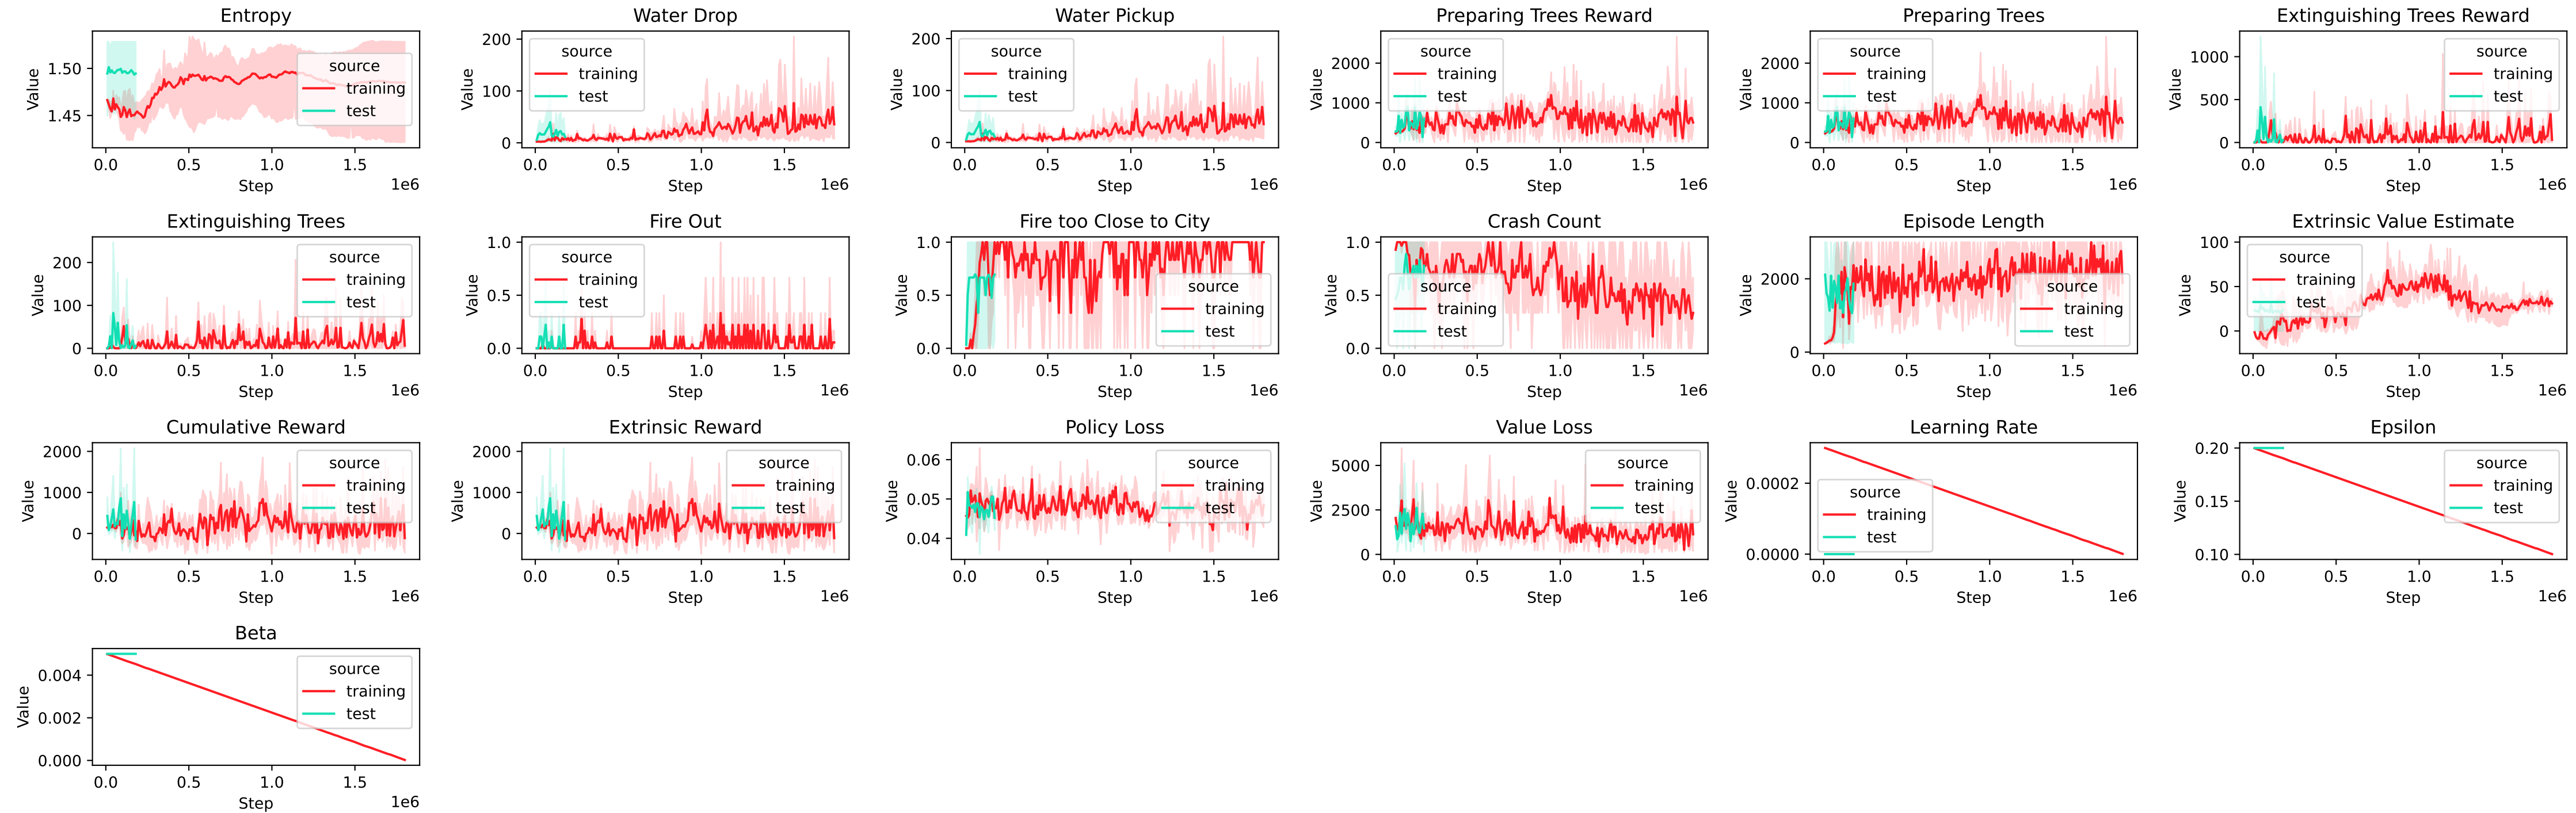 Entropy
Value
1.50
1.45
source
training
test
0.0 0.5 1.0 1.5
Step
1e6
Water Drop
Value
200
100
0
source
training
test
0.0 0.5 1.0 1.5
Step
1e6
Water Pickup
Value
200
100
0
source
training
test
0.0 0.5 1.0 1.5
Step
1e6
Preparing Trees Reward
Value
2000
1000
0
source
training
test
0.0 0.5 1.0 1.5
Step
1e6
Preparing Trees
Value
2000
1000
0
source
training
test
0.0 0.5 1.0 1.5
Step
1e6
Extinguishing Trees Reward
Value
1000
500
0
source
training
test
0.0 0.5 1.0 1.5
Step
1e6
Extinguishing Trees
Value
200
100
0
source
training
test
0.0 0.5 1.0 1.5
Step
1e6
Fire Out
Value
1.0
0.5
0.0
source
training
test
0.0 0.5 1.0 1.5
Step
1e6
Fire too Close to City
Value
1.0
0.5
0.0
source
training
test
0.0 0.5 1.0 1.5
Step
1e6
Crash Count
Value
1.0
0.5
0.0
source
training
test
0.0 0.5 1.0 1.5
Step
1e6
Episode Length
Value
2000
0
source
training
test
0.0 0.5 1.0 1.5
Step
1e6
Extrinsic Value Estimate
Value
100
50
0
source
training
test
0.0 0.5 1.0 1.5
Step
1e6
Cumulative Reward
Value
2000
1000
0
source
training
test
0.0 0.5 1.0 1.5
Step
1e6
Extrinsic Reward
Value
2000
1000
0
source
training
test
0.0 0.5 1.0 1.5
Step
1e6
Policy Loss
Value
0.06
0.05
0.04
source
training
test
0.0 0.5 1.0 1.5
Step
1e6
Value Loss
Value
5000
2500
0
source
training
test
0.0 0.5 1.0 1.5
Step
1e6
Learning Rate
Value
0.0002
0.0000
source
training
test
0.0 0.5 1.0 1.5
Step
1e6
Epsilon
Value
0.20
0.15
0.10
source
training
test
0.0 0.5 1.0 1.5
Step
1e6
Beta
Value
0.004
0.002
0.000
source
training
test
0.0 0.5 1.0 1.5
Step
1e6